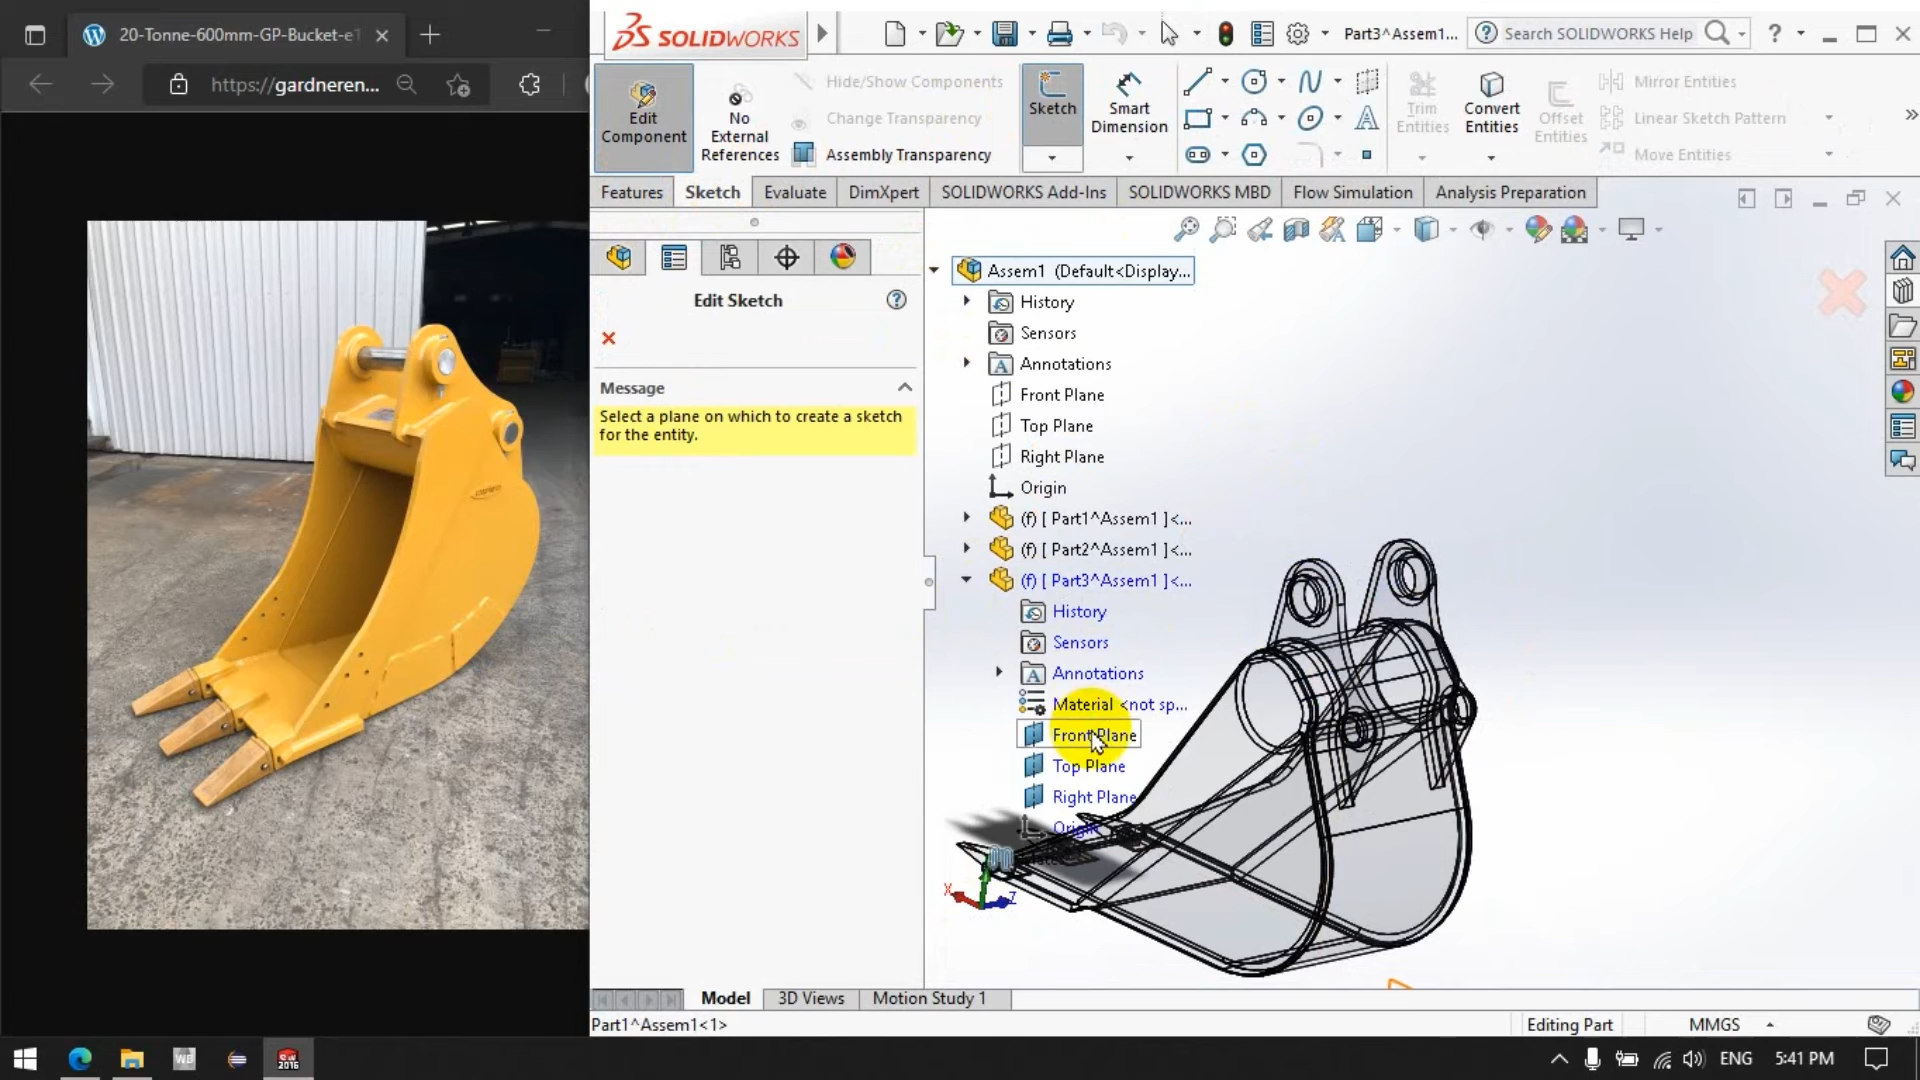 20-Tonne-600mm-GP-Bucket-e1
https://gardneren...
SOLIDWORKS
Part3^Assem1...
Search SOLIDWORKS Help
Edit Component
No External References
Hide/Show Components
Change Transparency
Assembly Transparency
Sketch
Smart Dimension
Trim Entities
Convert Entities
Offset Entities
Mirror Entities
Linear Sketch Pattern
Move Entities
Features
Sketch
Evaluate
DimXpert
SOLIDWORKS Add-Ins
SOLIDWORKS MBD
Flow Simulation
Analysis Preparation
Edit Sketch
Message
Select a plane on which to create a sketch
for the entity.
Assem1 (Default<Display...
History
Sensors
Annotations
Front Plane
Top Plane
Right Plane
Origin
(f) [ Part1^Assem1 ]<...
(f) [ Part2^Assem1 ]<...
(f) [ Part3^Assem1 ]<...
History
Sensors
Annotations
Material <not sp...
Front Plane
Top Plane
Right Plane
Origin
X
Z
Model
3D Views
Motion Study 1
Part1^Assem1<1>
Editing Part
MMGS
WB
SW
2016
ENG
5:41 PM